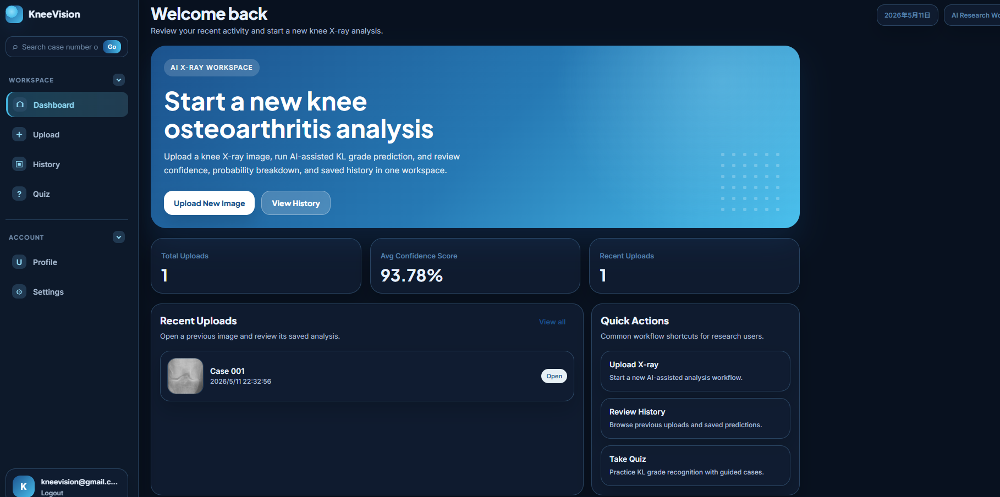 KneeVision
Search case number o
Go
WORKSPACE
Dashboard
Upload
History
Quiz
ACCOUNT
Profile
Settings
K
kneevision@gmail.c...
Logout
Welcome back
Review your recent activity and start a new knee X-ray analysis.
2026年5月11日
AI Research Wo
AI X-RAY WORKSPACE
Start a new knee
osteoarthritis analysis
Upload a knee X-ray image, run AI-assisted KL grade prediction, and review
confidence, probability breakdown, and saved history in one workspace.
Upload New Image
View History
Total Uploads
1
Avg Confidence Score
93.78%
Recent Uploads
1
Recent Uploads
View all
Open a previous image and review its saved analysis.
Case 001
2026/5/11 22:32:56
Open
Quick Actions
Common workflow shortcuts for research users.
Upload X-ray
Start a new AI-assisted analysis workflow.
Review History
Browse previous uploads and saved predictions.
Take Quiz
Practice KL grade recognition with guided cases.